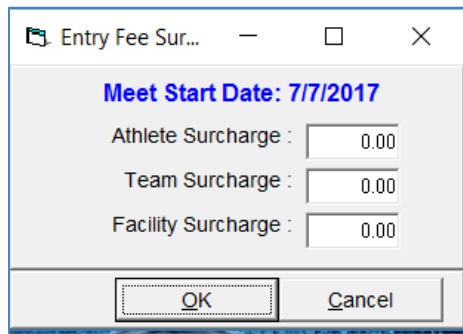 Entry Fee Sur...
Meet Start Date: 7/7/2017
Athlete Surcharge : 0.00
Team Surcharge : 0.00
Facility Surcharge : 0.00
OK Cancel